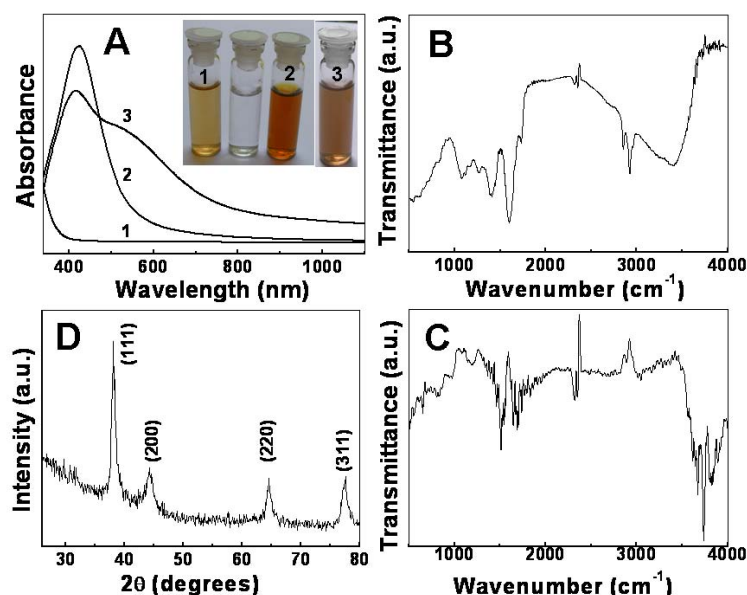 A
Absorbance
1
2
3
3
2
1
400 600 800 1000
Wavelength (nm)
B
Transmittance (a.u.)
1000 2000 3000 4000
Wavenumber (cm-1)
D
Intensity (a.u.)
(111)
(200)
(220)
(311)
30 40 50 60 70 80
2θ (degrees)
C
Transmittance (a.u.)
1000 2000 3000 4000
Wavenumber (cm-1)